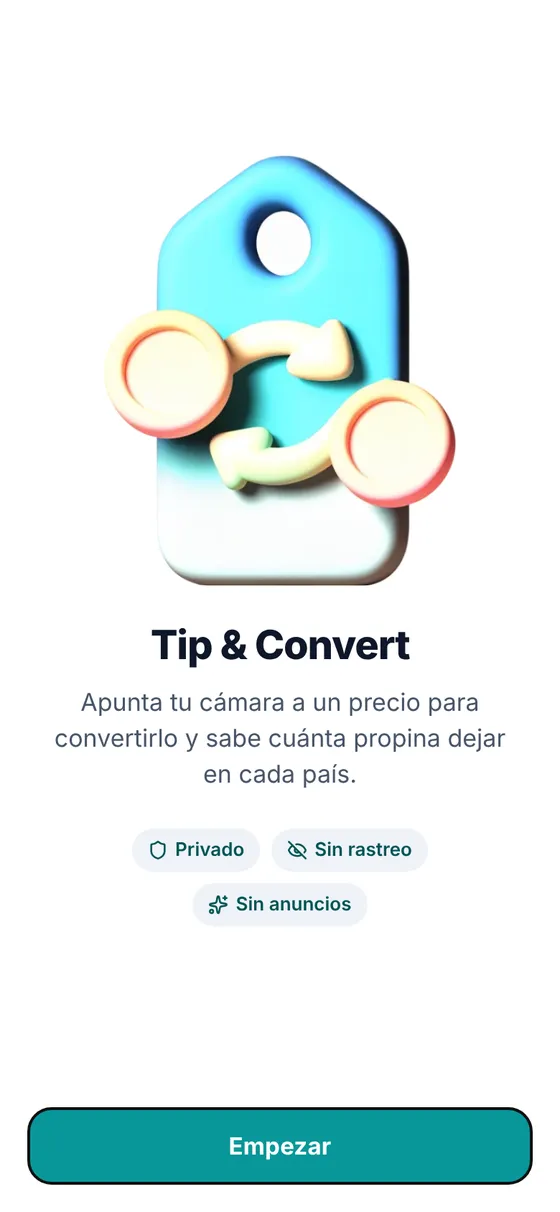 Tip & Convert
Apunta tu cámara a un precio para
convertirlo y sabe cuánta propina dejar
en cada país.
Privado
Sin rastreo
Sin anuncios
Empezar